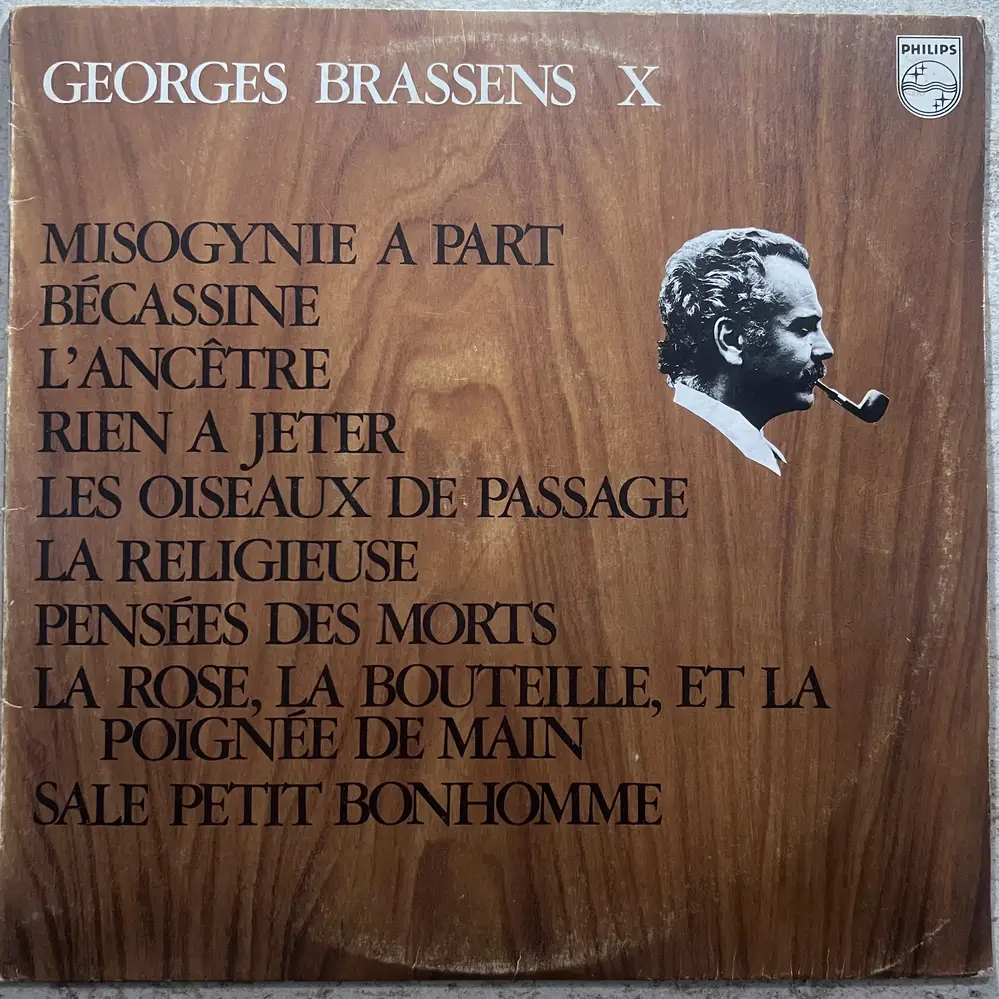 GEORGES BRASSENS X
PHILIPS
MISOGYNIE A PART
BÉCASSINE
L'ANCÊTRE
RIEN A JETER
LES OISEAUX DE PASSAGE
LA RELIGIEUSE
PENSÉES DES MORTS
LA ROSE, LA BOUTEILLE, ET LA
POIGNÉE DE MAIN
SALE PETIT BONHOMME